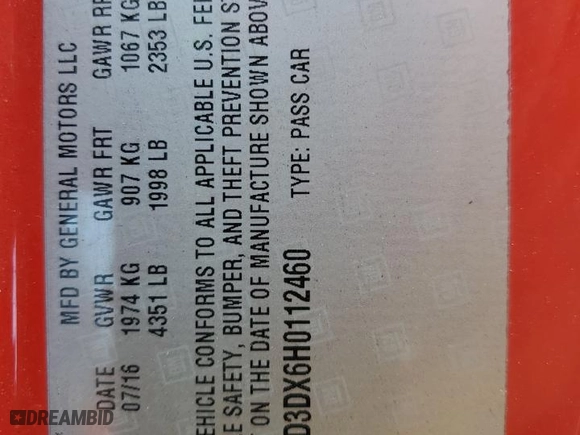 MFD BY GENERAL MOTORS LLC
DATE GVWR GAWR FRT GAWR RR
07/16 1974 KG 907 KG 1067 KG
4351 LB 1998 LB 2353 LB
EHICLE CONFORMS TO ALL APPLICABLE U.S. FE
E SAFETY, BUMPER, AND THEFT PREVENTION S
ON THE DATE OF MANUFACTURE SHOWN ABOV
D3DX6H0112460 TYPE: PASS CAR
DREAMBID